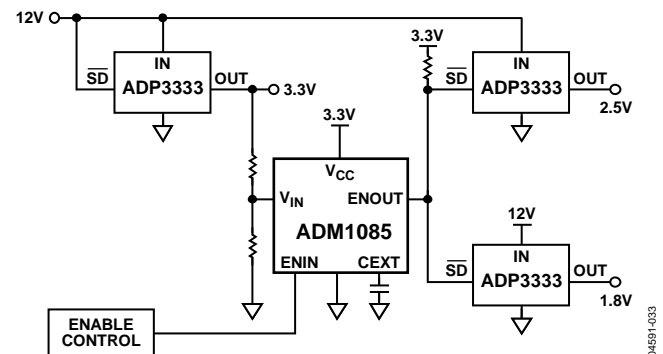 12V
3.3V
IN
SD
OUT
ADP3333
3.3V
IN
SD
OUT
ADP3333
2.5V
3.3V
VCC
VIN
ENOUT
ADM1085
ENIN
CEXT
12V
IN
SD
OUT
ADP3333
1.8V
ENABLE
CONTROL
04591-033